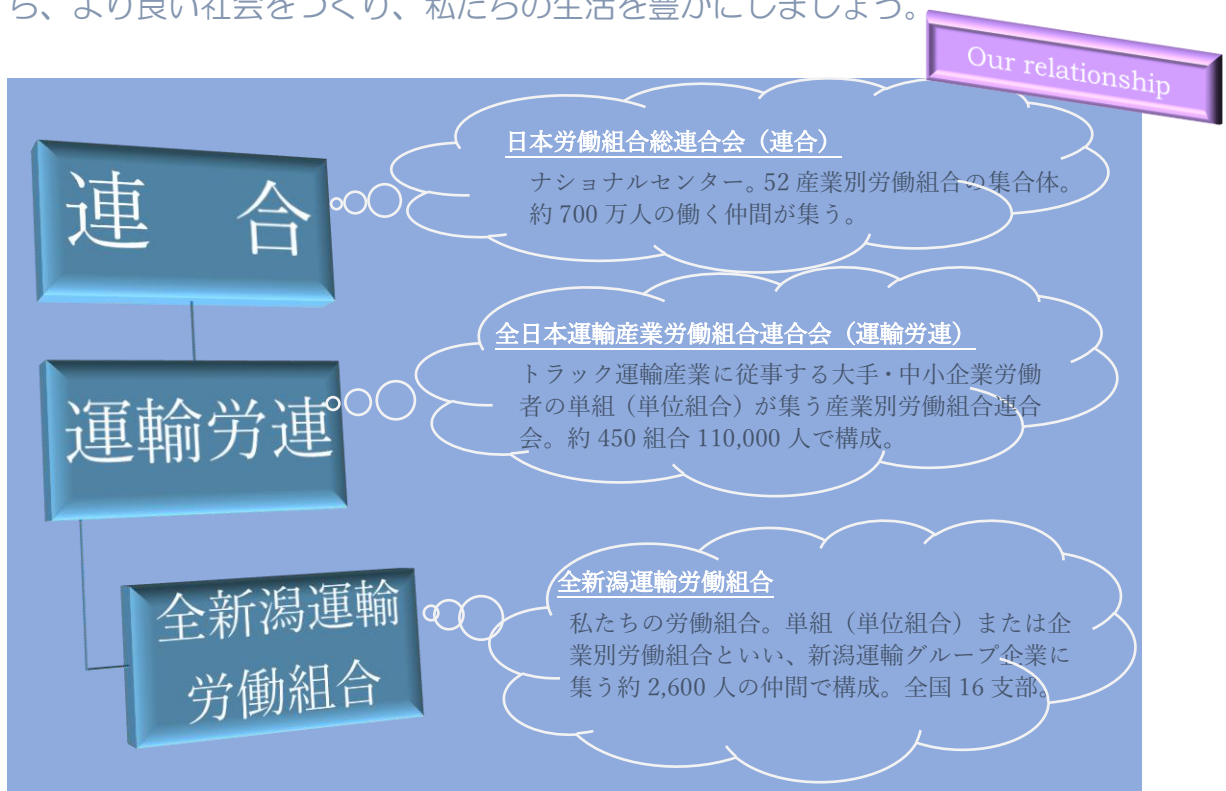 ら、より良い社会をつくり、私たちの生活を豊かにしましょう。
Our relationship
連　合
日本労働組合総連合会（連合）
ナショナルセンター。52 産業別労働組合の集合体。
約 700 万人の働く仲間が集う。
運輸労連
全日本運輸産業労働組合連合会（運輸労連）
トラック運輸産業に従事する大手・中小企業労働
者の単組（単位組合）が集う産業別労働組合連合
会。約 450 組合 110,000 人で構成。
全新潟運輸
労働組合
全新潟運輸労働組合
私たちの労働組合。単組（単位組合）または企
業別労働組合といい、新潟運輸グループ企業に
集う約 2,600 人の仲間で構成。全国 16 支部。